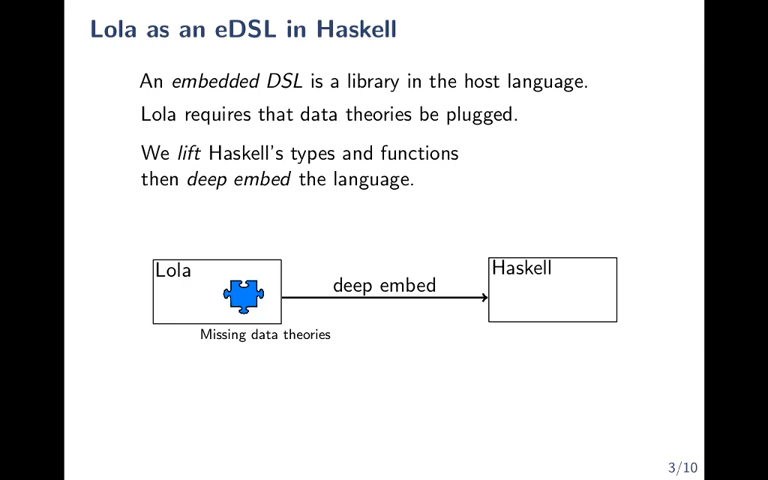 Lola as an eDSL in Haskell
An embedded DSL is a library in the host language.
Lola requires that data theories be plugged.
We lift Haskell's types and functions
then deep embed the language.
Lola
deep embed
Haskell
Missing data theories
3/10